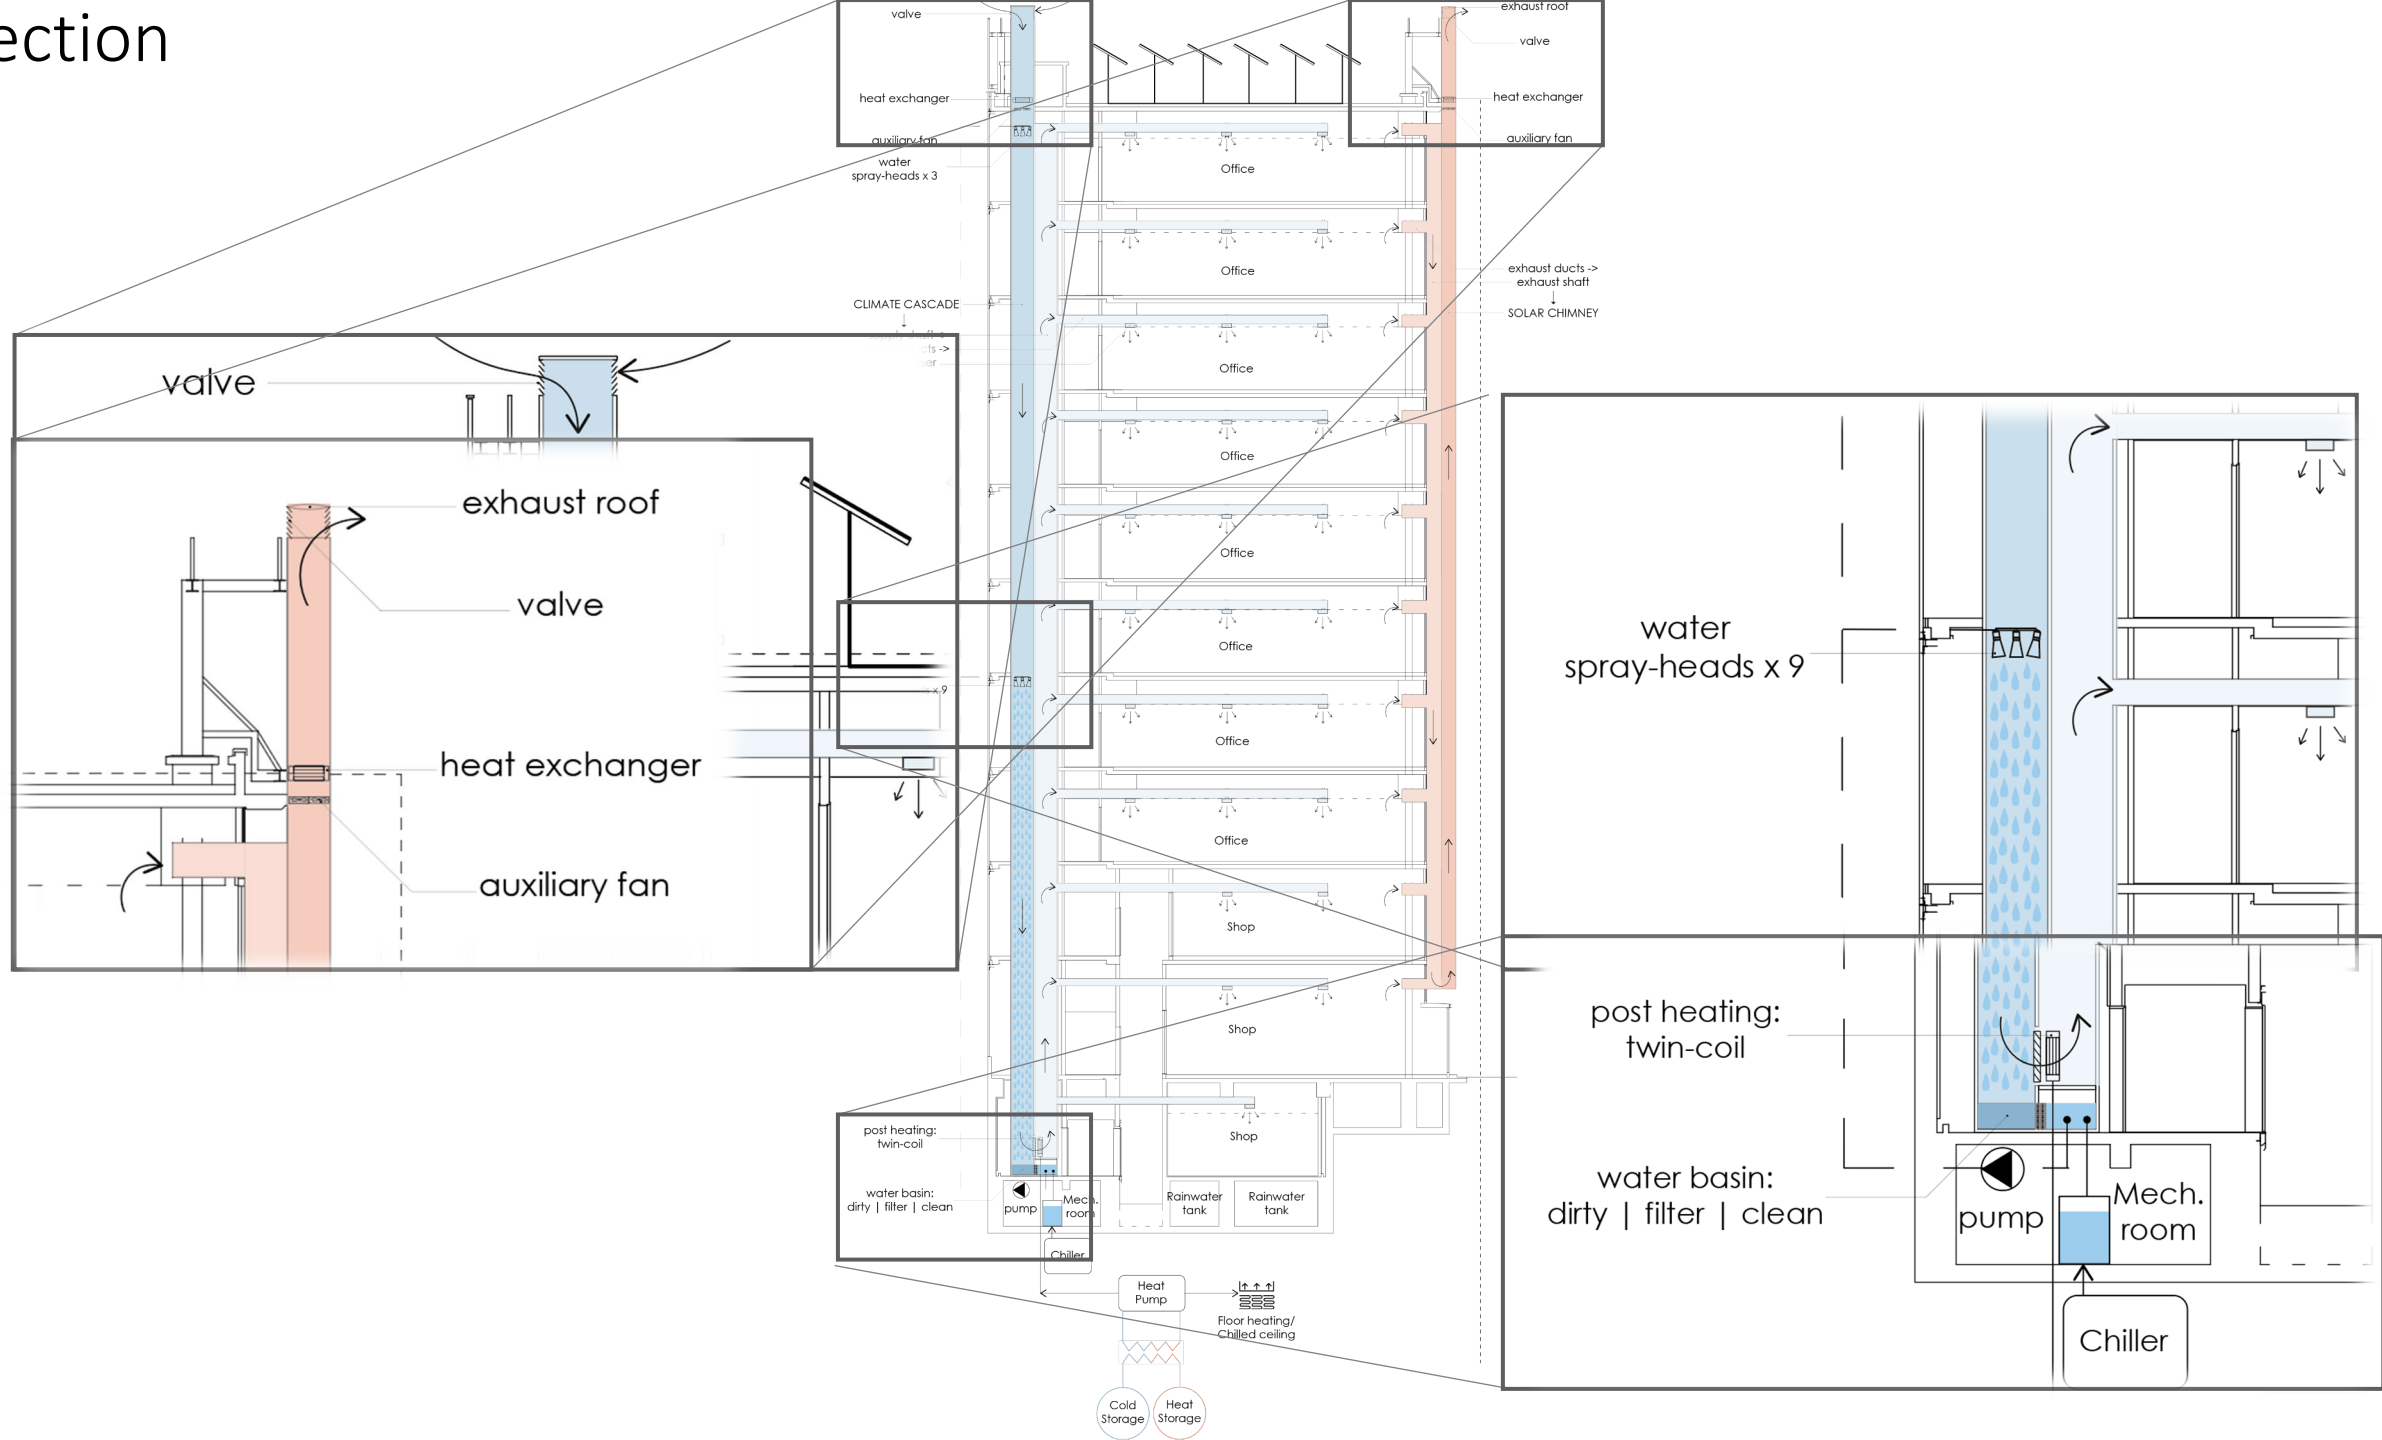 ection
valve
heat exchanger
auxiliary fan
water
spray-heads x 3
CLIMATE CASCADE
↓
cts ->
x 9
exhaust roof
valve
heat exchanger
auxiliary fan
exhaust ducts ->
exhaust shaft
↓
SOLAR CHIMNEY
Office
Office
Office
Office
Office
Office
Office
Office
Shop
Shop
Shop
post heating:
twin-coil
water basin:
dirty | filter | clean
pump
Mech.
room
Chiller
Rainwater
tank
Rainwater
tank
Heat
Pump
Floor heating/
Chilled ceiling
Cold
Storage
Heat
Storage
valve
exhaust roof
valve
heat exchanger
auxiliary fan
water
spray-heads x 9
post heating:
twin-coil
water basin:
dirty | filter | clean
pump
Mech.
room
Chiller